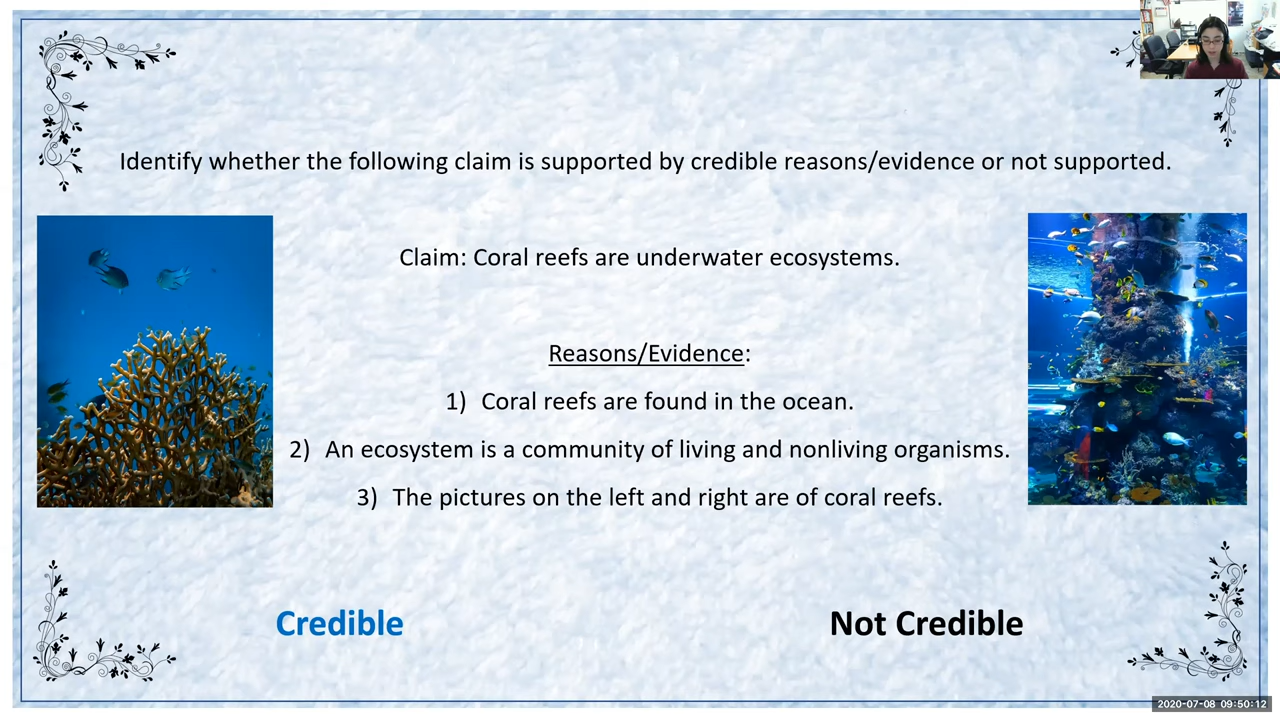 Identify whether the following claim is supported by credible reasons/evidence or not supported.
Claim: Coral reefs are underwater ecosystems.
Reasons/Evidence:
1) Coral reefs are found in the ocean.
2) An ecosystem is a community of living and nonliving organisms.
3) The pictures on the left and right are of coral reefs.
Credible
Not Credible
2020-07-08 09:50:12